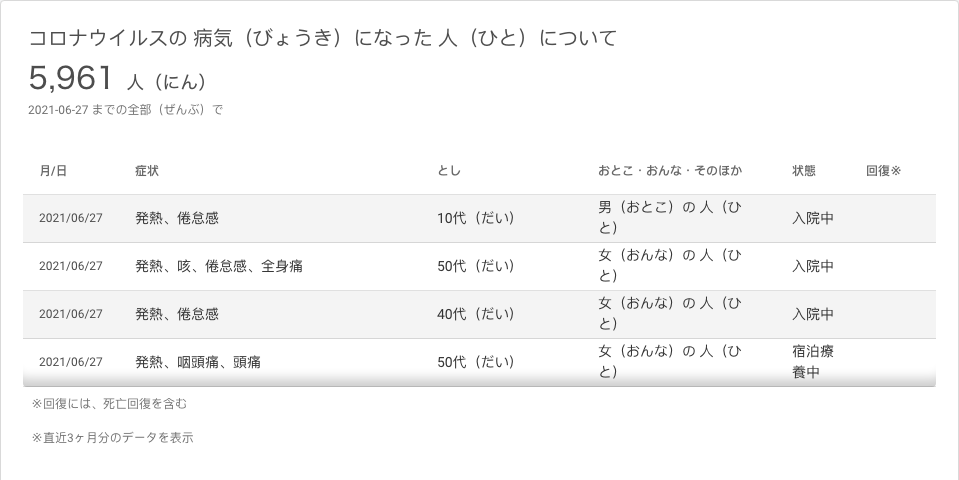 コロナウイルスの 病気（びょうき）になった 人（ひと）について
5,961 人（にん）
2021-06-27 までの全部（ぜんぶ）で
月/日 症状 とし おとこ・おんな・そのほか 状態 回復※
2021/06/27 発熱、倦怠感 10代（だい） 男（おとこ）の 人（ひと） 入院中
2021/06/27 発熱、咳、倦怠感、全身痛 50代（だい） 女（おんな）の 人（ひと） 入院中
2021/06/27 発熱、倦怠感 40代（だい） 女（おんな）の 人（ひと） 入院中
2021/06/27 発熱、咽頭痛、頭痛 50代（だい） 女（おんな）の 人（ひと） 宿泊療養中
※回復には、死亡回復を含む
※直近3ヶ月分のデータを表示